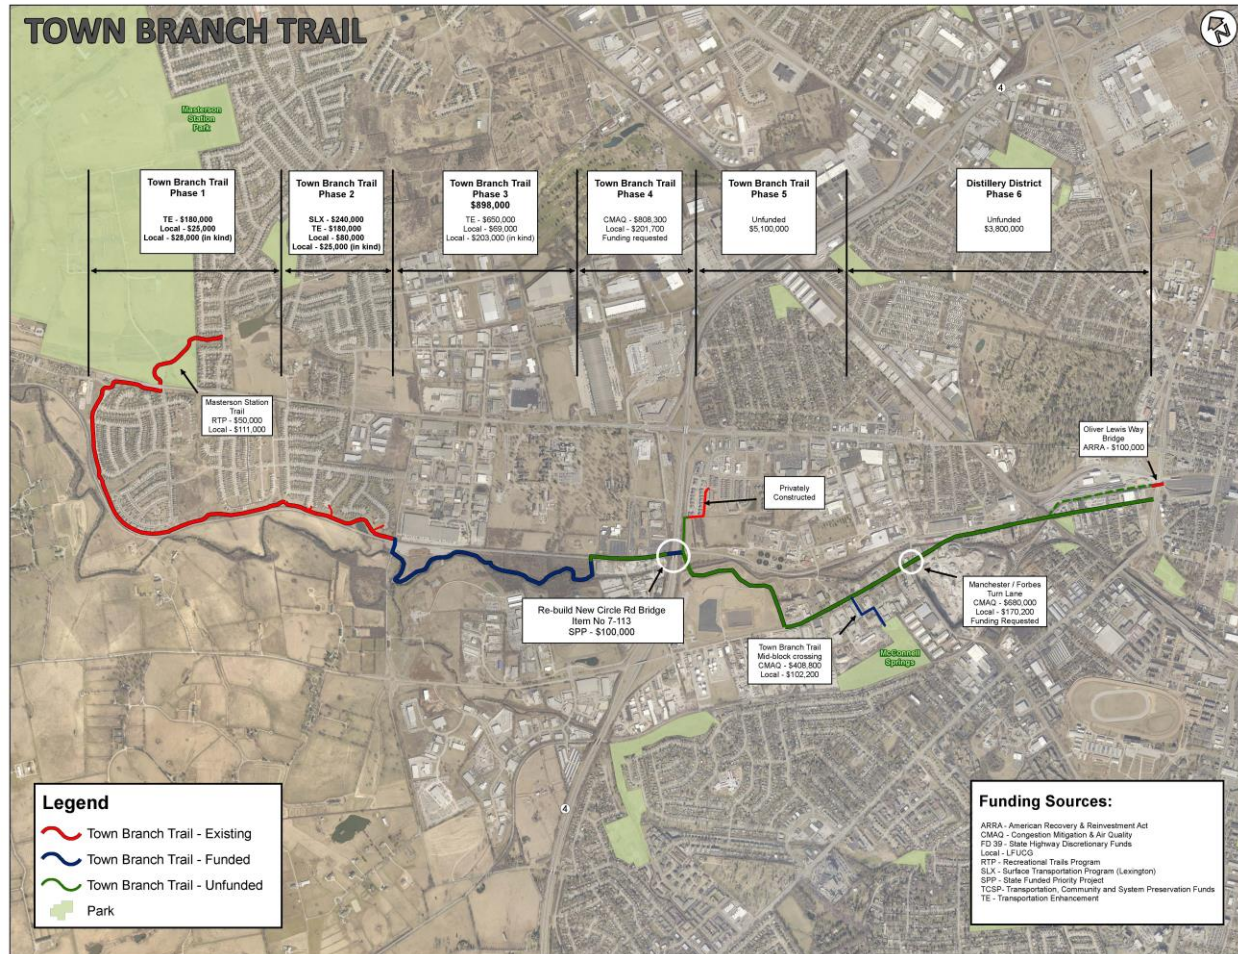 TOWN BRANCH TRAIL
N
4
Masterson
Station
Park
Town Branch Trail
Phase 1
TE - $180,000
Local - $25,000
Local - $28,000 (in kind)
Town Branch Trail
Phase 2
SLX - $240,000
TE - $180,000
Local - $80,000
Local - $25,000 (in kind)
Town Branch Trail
Phase 3
$898,000
TE - $650,000
Local - $69,000
Local - $203,000 (in kind)
Town Branch Trail
Phase 4
CMAQ - $808,300
Local - $201,700
Funding requested
Town Branch Trail
Phase 5
Unfunded
$5,100,000
Distillery District
Phase 6
Unfunded
$3,800,000
Masterson Station
Trail
RTP - $50,000
Local - $111,000
Oliver Lewis Way
Bridge
ARRA - $100,000
Privately
Constructed
Re-build New Circle Rd Bridge
Item No 7-113
SPP - $100,000
Manchester / Forbes
Turn Lane
CMAQ - $680,000
Local - $170,200
Funding Requested
Town Branch Trail
Mid-block crossing
CMAQ - $408,800
Local - $102,200
McConnell
Springs
4
Legend
Town Branch Trail - Existing
Town Branch Trail - Funded
Town Branch Trail - Unfunded
Park
Funding Sources:
ARRA - American Recovery & Reinvestment Act
CMAQ - Congestion Mitigation & Air Quality
FD 39 - State Highway Discretionary Funds
Local - LFUCG
RTP - Recreational Trails Program
SLX - Surface Transportation Program (Lexington)
SPP - State Funded Priority Project
TCSP- Transportation, Community and System Preservation Funds
TE - Transportation Enhancement